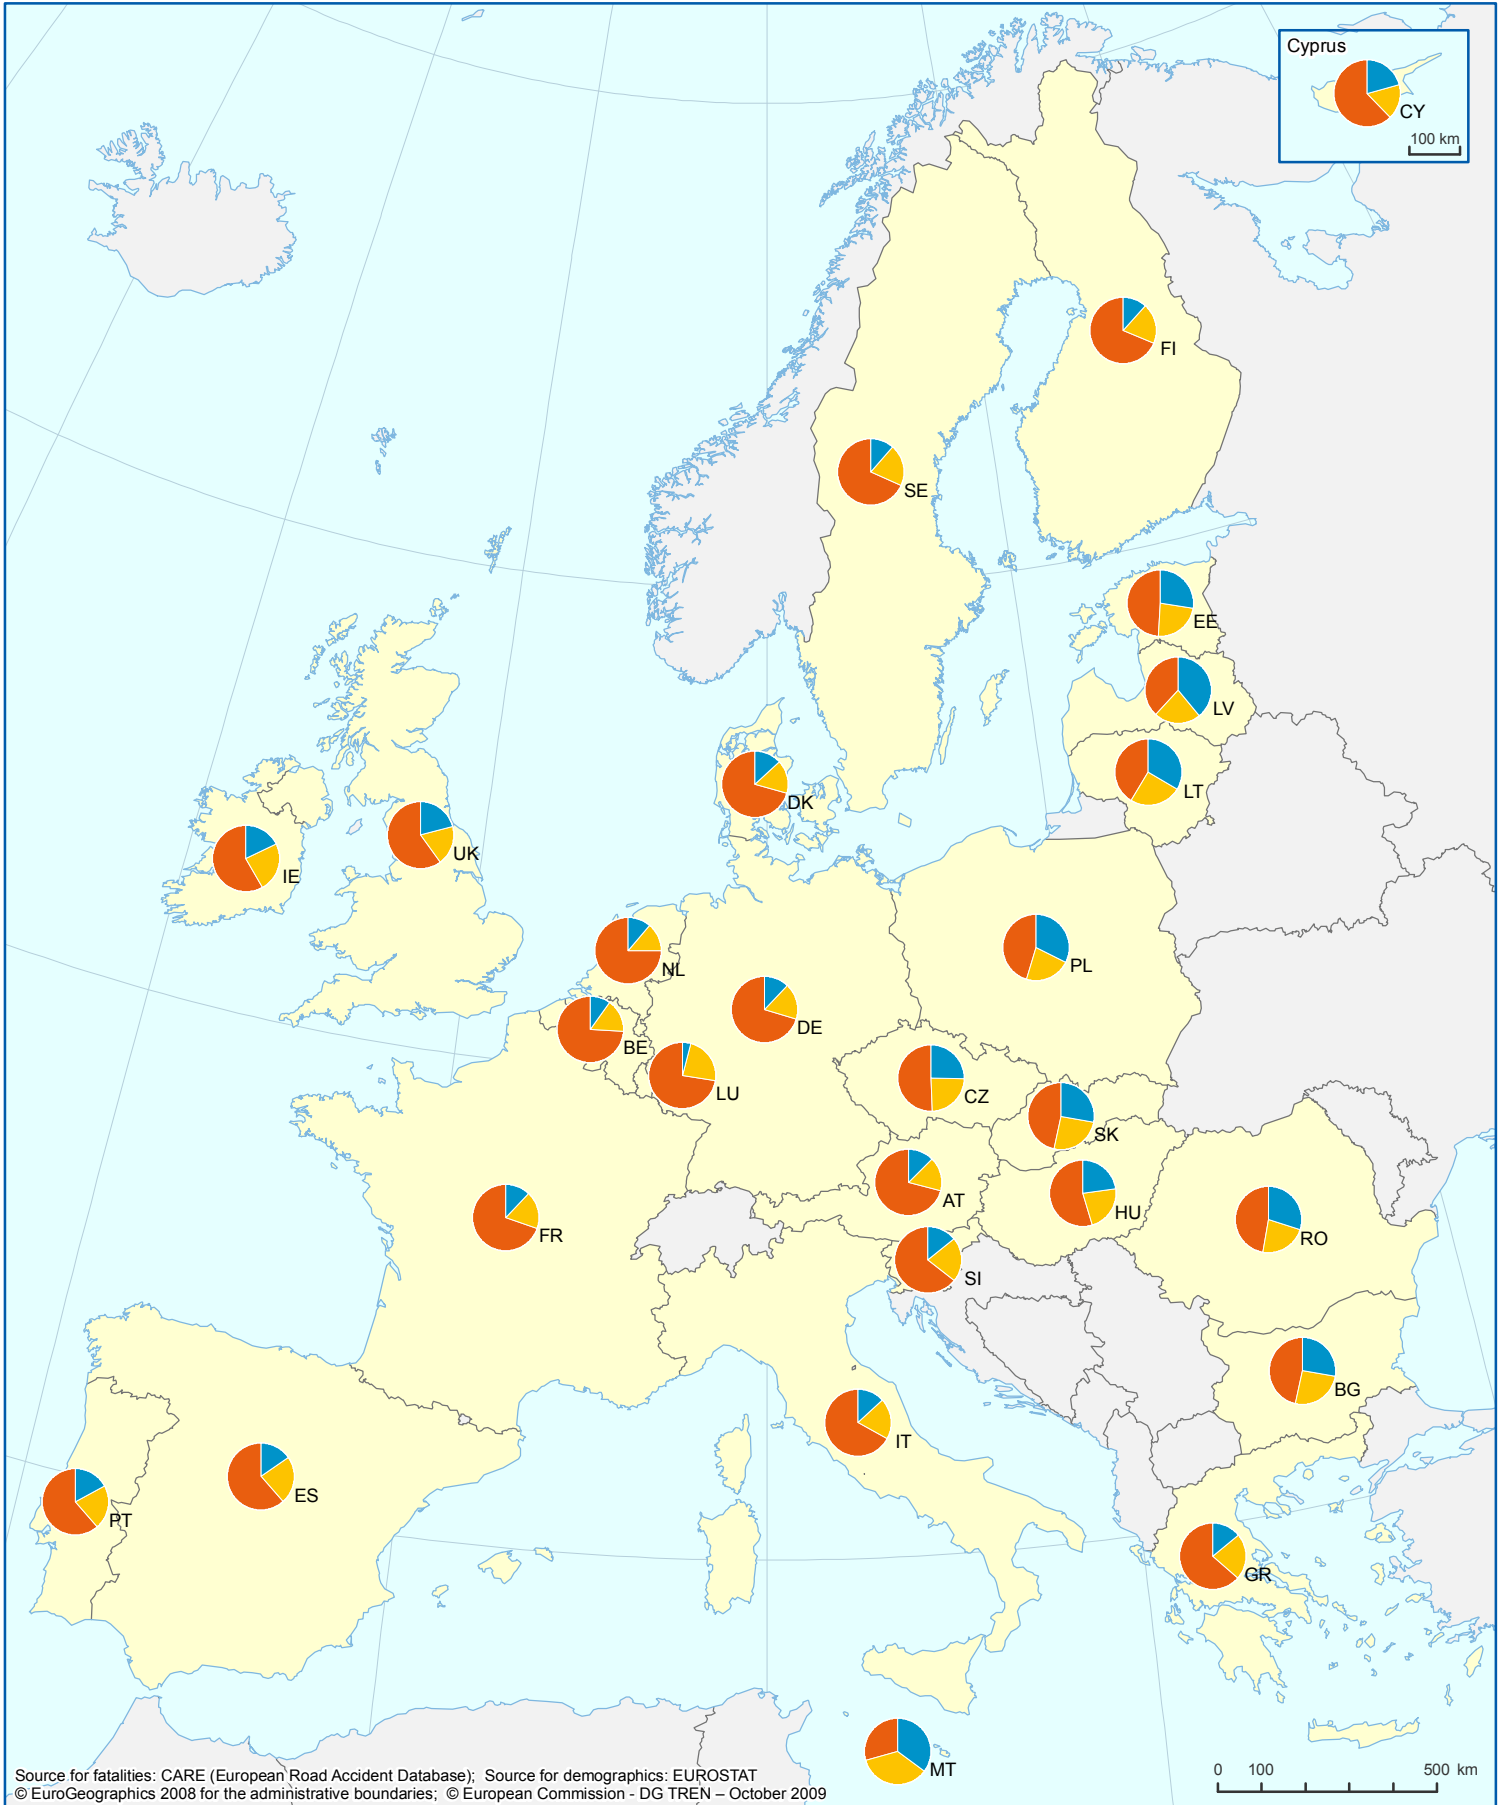 Cyprus
CY
100 km
FI
SE
EE
LV
LT
DK
UK
IE
NL
PL
DE
BE
LU
CZ
SK
AT
HU
FR
RO
SI
BG
IT
ES
PT
GR
MT
Source for fatalities: CARE (European Road Accident Database); Source for demographics: EUROSTAT
© EuroGeographics 2008 for the administrative boundaries; © European Commission - DG TREN – October 2009
0 100 500 km